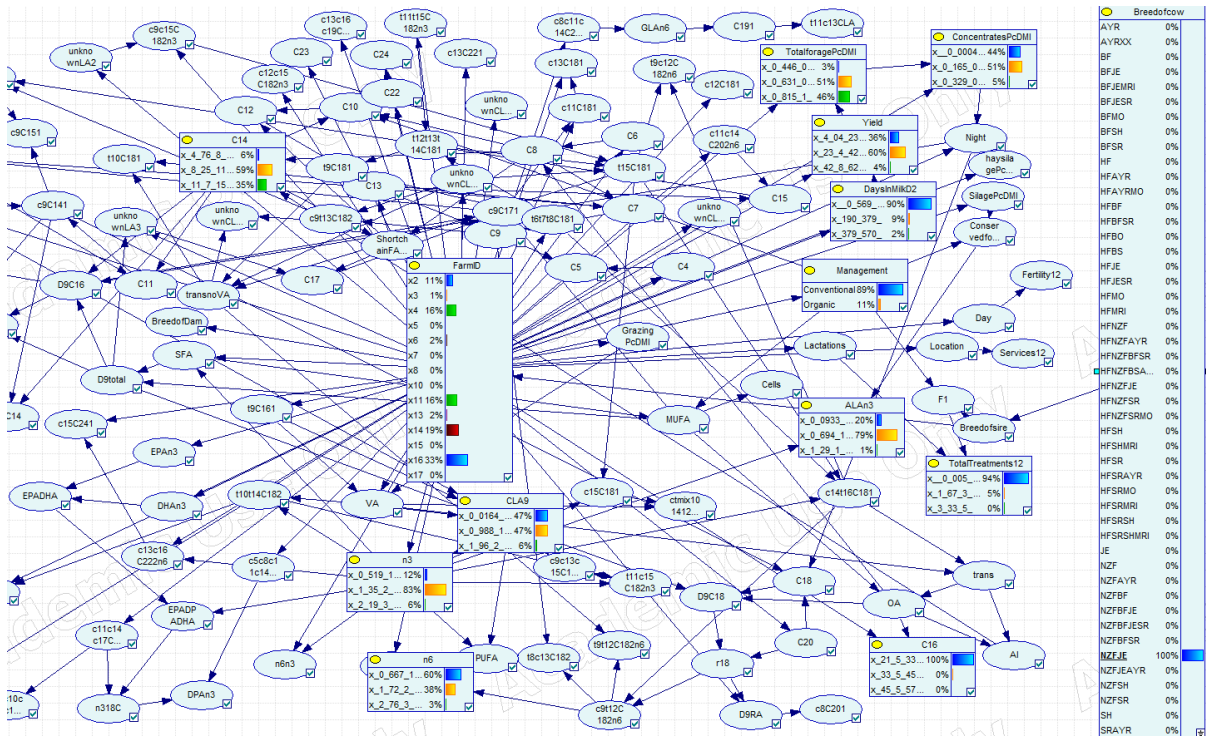 c9c15C
182n3
unkno
wnLA2
c13c16
c19C...
t11t15C
182n3
C23
C24
c13C221
c12c15
C182n3
C22
C12
C10
c9C151
t10C181
C14
x_4_76_8_... 6%
x_8_25_11... 59%
x_11_7_15... 35%
t9C181
t12t13t
14C181
C13
c8c11c
14C2...
GLAn6
C191
t11c13CLA
c13C181
t9c12C
182n6
c12C181
unkno
wnCL...
c11C181
C6
C8
c11c14
C202n6
TotalforagePcDMI
x_0_446_0... 3%
x_0_631_0... 51%
x_0_815_1_ 46%
ConcentratesPcDMI
x__0_0004... 44%
x_0_165_0... 51%
x_0_329_0... 5%
Yield
x_4_04_23... 36%
x_23_4_42... 60%
x_42_8_62... 4%
Night
haysila
gePc...
SilagePcDMI
Conser
vedfo...
DaysInMilkD2
x__0_569_... 90%
x_190_379_ 9%
x_379_570_ 2%
c9C141
unkno
wnLA3
unkno
wnCL...
c9t13C182
unkno
wnCL...
t15C181
C15
c9C171
t6t7t8C181
C7
unkno
wnCL...
C9
Shortch
ainFA...
C5
C4
D9C16
C11
transnoVA
C17
FarmID
x2 11%
x3 1%
x4 16%
x5 0%
x6 2%
x7 0%
x8 0%
x10 0%
x11 16%
x13 2%
x14 19%
x15 0%
x16 33%
x17 0%
Management
Conventional 89%
Organic 11%
Fertility12
Day
BreedofDam
SFA
D9total
t9C161
Grazing
PcDMI
Lactations
Location
Services12
Cells
MUFA
F1
Breedofsire
ALAn3
x_0_0933_... 20%
x_0_694_1... 79%
x_1_29_1_... 1%
TotalTreatments12
x__0_005_... 94%
x_1_67_3_... 5%
x_3_33_5_ 0%
C14
c15C241
EPAn3
EPADHA
DHAn3
t10t14C182
VA
CLA9
x_0_0164_... 47%
x_0_988_1... 47%
x_1_96_2_... 6%
c15C181
ctmix10
1412...
c14t16C181
c13c16
C222n6
c5c8c1
1c14...
n3
x_0_519_1... 12%
x_1_35_2_... 83%
x_2_19_3_... 6%
c9c13c
15C1...
t11c15
C182n3
D9C18
C18
OA
trans
EPADP
ADHA
c11c14
c17C...
n6n3
n6
x_0_667_1... 60%
x_1_72_2_... 38%
x_2_76_3_... 3%
PUFA
t8c13C182
t9t12C182n6
r18
C20
C16
x_21_5_33... 100%
x_33_5_45... 0%
x_45_5_57... 0%
AI
n318C
DPAn3
c9t12C
182n6
D9RA
c8C201
Breedofcow
AYR 0%
AYRXX 0%
BF 0%
BFJE 0%
BFJEMRI 0%
BFJESR 0%
BFMO 0%
BFSH 0%
BFSR 0%
HF 0%
HFAYR 0%
HFAYRMO 0%
HFBF 0%
HFBFSR 0%
HFBO 0%
HFBS 0%
HFJE 0%
HFJESR 0%
HFMO 0%
HFMRI 0%
HFNZF 0%
HFNZFAYR 0%
HFNZFBFSR 0%
HFNZFBSA... 0%
HFNZFJE 0%
HFNZFSR 0%
HFNZFSRMO 0%
HFSH 0%
HFSHMRI 0%
HFSR 0%
HFSRAYR 0%
HFSRMO 0%
HFSRMRI 0%
HFSRSH 0%
HFSRSHMRI 0%
JE 0%
NZF 0%
NZFAYR 0%
NZFBF 0%
NZFBFJE 0%
NZFBFJESR 0%
NZFBFSR 0%
NZFJE 100%
NZFJEAYR 0%
NZFSH 0%
NZFSR 0%
SH 0%
SRAYR 0%